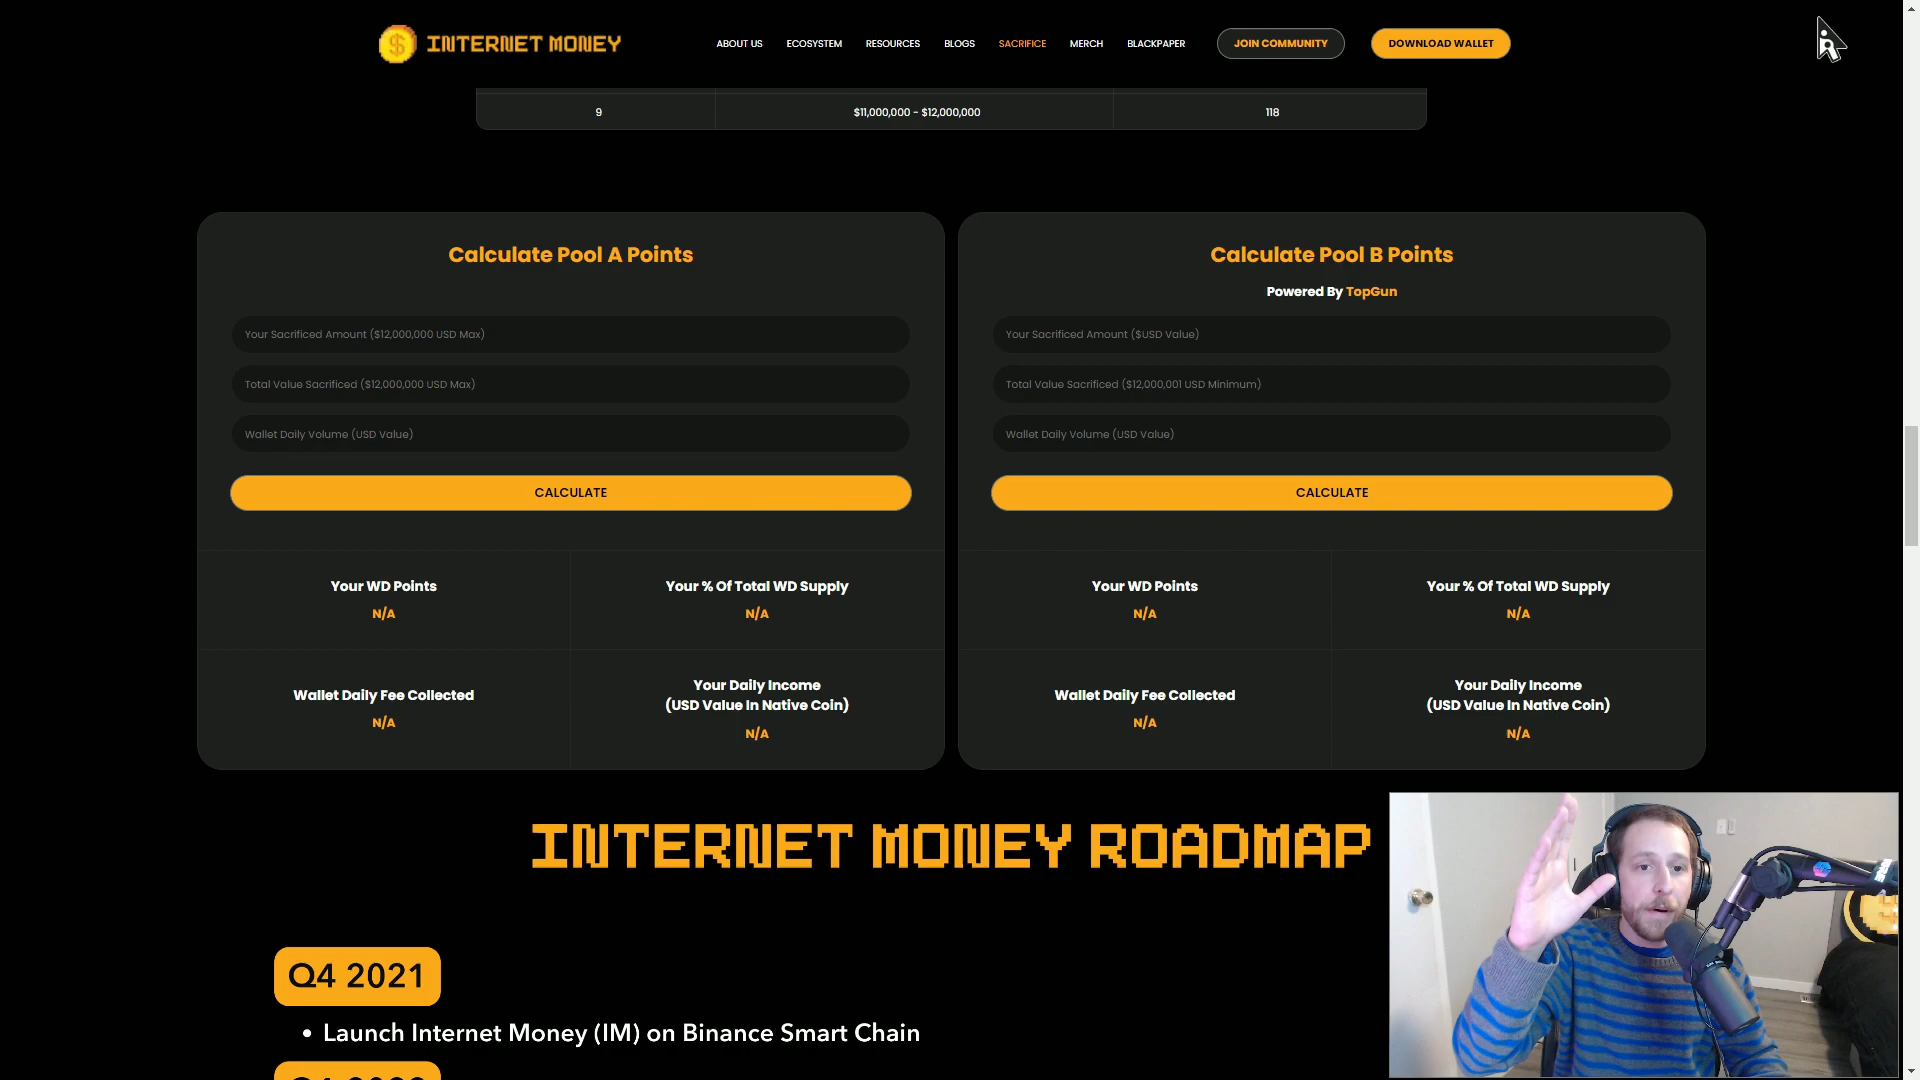 INTERNET MONEY
ABOUT US
ECOSYSTEM
RESOURCES
BLOGS
SACRIFICE
MERCH
BLACKPAPER
JOIN COMMUNITY
DOWNLOAD WALLET
9
$11,000,000 - $12,000,000
118
Calculate Pool A Points
Your Sacrificed Amount ($12,000,000 USD Max)
Total Value Sacrificed ($12,000,000 USD Max)
Wallet Daily Volume (USD Value)
CALCULATE
Your WD Points
N/A
Your % Of Total WD Supply
N/A
Wallet Daily Fee Collected
N/A
Your Daily Income
(USD Value In Native Coin)
N/A
Calculate Pool B Points
Powered By TopGun
Your Sacrificed Amount ($USD Value)
Total Value Sacrificed ($12,000,001 USD Minimum)
Wallet Daily Volume (USD Value)
CALCULATE
Your WD Points
N/A
Your % Of Total WD Supply
N/A
Wallet Daily Fee Collected
N/A
Your Daily Income
(USD Value In Native Coin)
N/A
INTERNET MONEY ROADMAP
Q4 2021
• Launch Internet Money (IM) on Binance Smart Chain